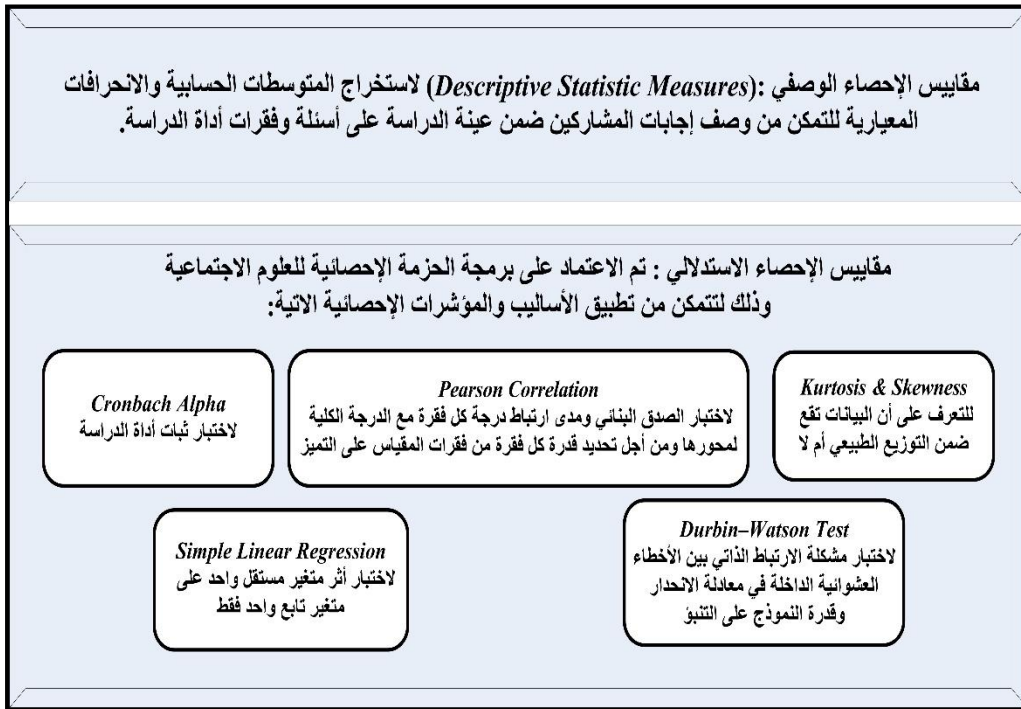 مقاييس الإحصاء الوصفي :(Descriptive Statistic Measures) لاستخراج المتوسطات الحسابية والانحرافات
المعيارية للتمكن من وصف إجابات المشاركين ضمن عينة الدراسة على أسئلة وفقرات أداة الدراسة.
مقاييس الإحصاء الاستدلالي : تم الاعتماد على برمجة الحزمة الإحصائية للعلوم الاجتماعية
وذلك لتتمكن من تطبيق الأساليب والمؤشرات الإحصائية الاتية:
Kurtosis & Skewness
للتعرف على أن البيانات تقع
ضمن التوزيع الطبيعي أم لا
Pearson Correlation
لاختبار الصدق البنائي ومدى ارتباط درجة كل فقرة مع الدرجة الكلية
لمحورها ومن أجل تحديد قدرة كل فقرة من فقرات المقياس على التميز
Cronbach Alpha
لاختبار ثبات أداة الدراسة
Durbin–Watson Test
لاختبار مشكلة الارتباط الذاتي بين الأخطاء
العشوائية الداخلة في معادلة الانحدار
وقدرة النموذج على التنبؤ
Simple Linear Regression
لاختبار أثر متغير مستقل واحد على
متغير تابع واحد فقط